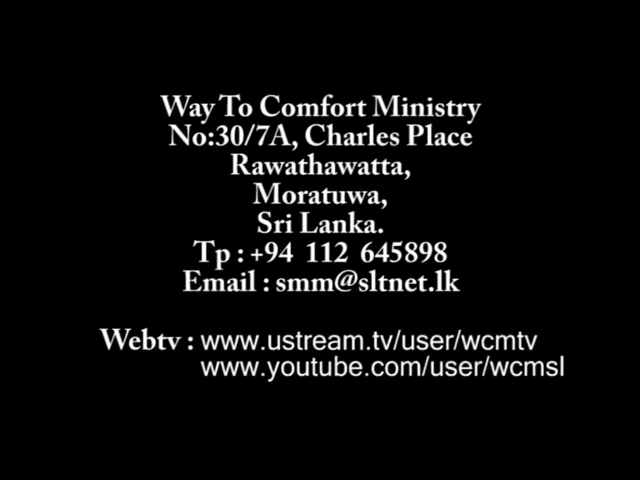 Way To Comfort Ministry
No:30/7A, Charles Place
Rawathawatta,
Moratuwa,
Sri Lanka.
Tp : +94 112 645898
Email : smm@sltnet.lk
Webtv : www.ustream.tv/user/wcmtv
www.youtube.com/user/wcmsl